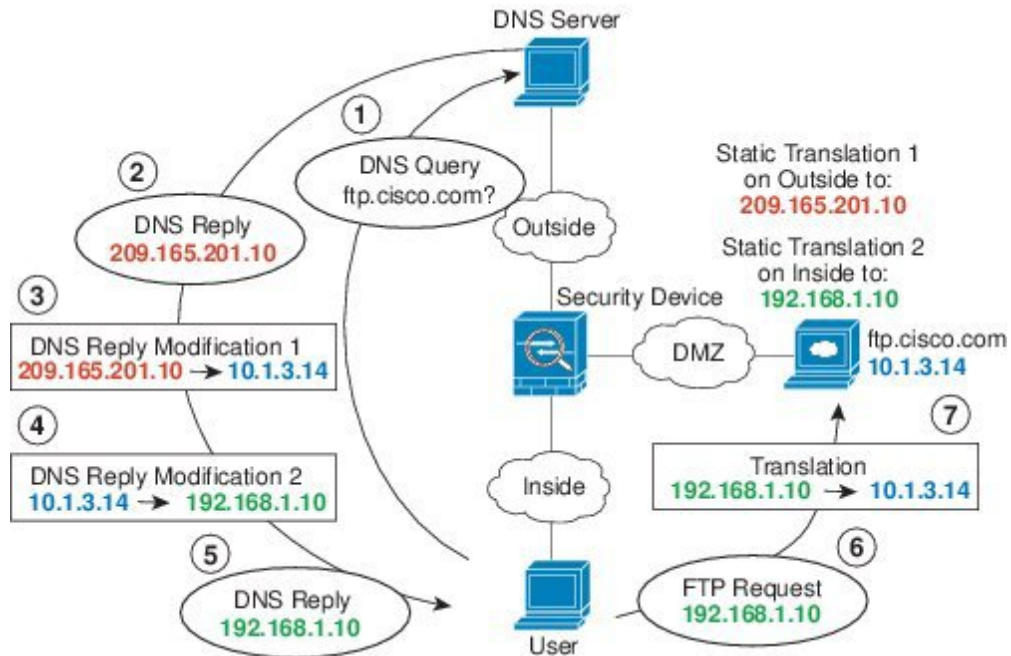 DNS Server
1
DNS Query
ftp.cisco.com?
2
DNS Reply
209.165.201.10
Outside
Static Translation 1
on Outside to:
209.165.201.10
Static Translation 2
on Inside to:
192.168.1.10
3
DNS Reply Modification 1
209.165.201.10 → 10.1.3.14
Security Device
DMZ
ftp.cisco.com
10.1.3.14
4
DNS Reply Modification 2
10.1.3.14 → 192.168.1.10
Inside
7
Translation
192.168.1.10 → 10.1.3.14
5
DNS Reply
192.168.1.10
User
6
FTP Request
192.168.1.10